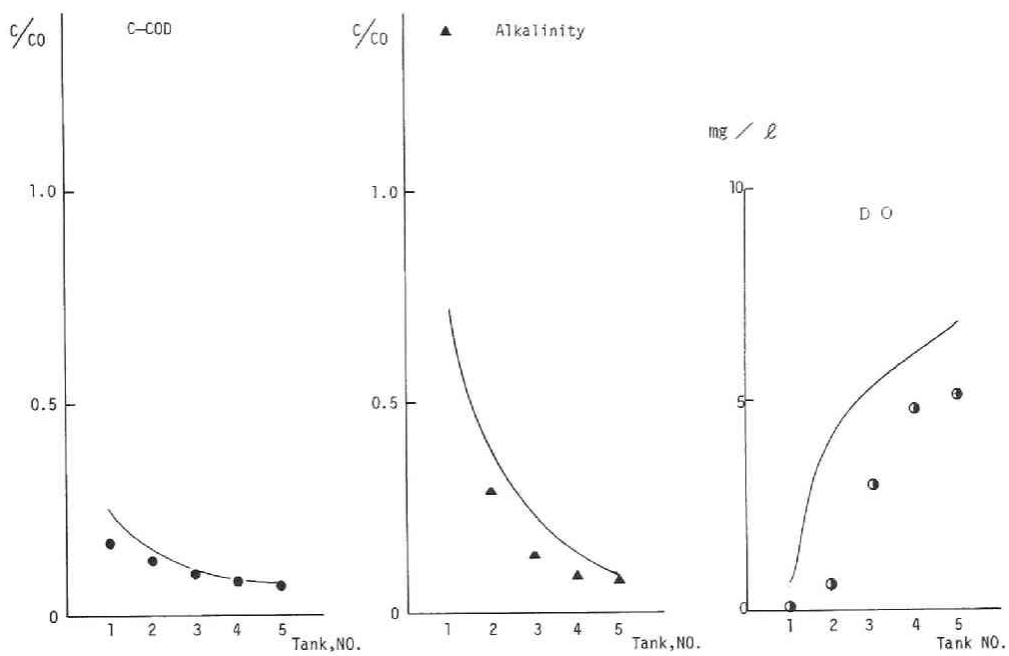 C/CO
C—COD
1.0
0.5
0
1 2 3 4 5
Tank,NO.
C/CO
▲ Alkalinity
1.0
0.5
0
1 2 3 4 5
Tank,NO.
mg / ℓ
10
D O
5
0
1 2 3 4 5
Tank NO.